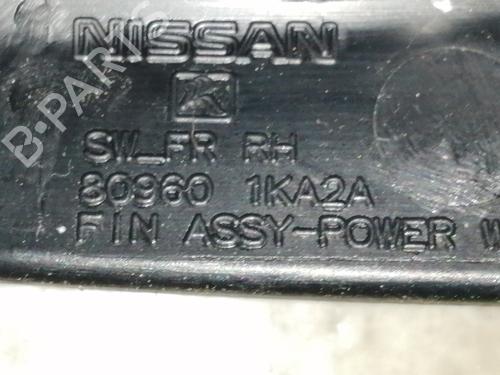 NISSAN
SW_FR RH
80960 1KA2A
FIN ASSY-POWER W
B-PARTS